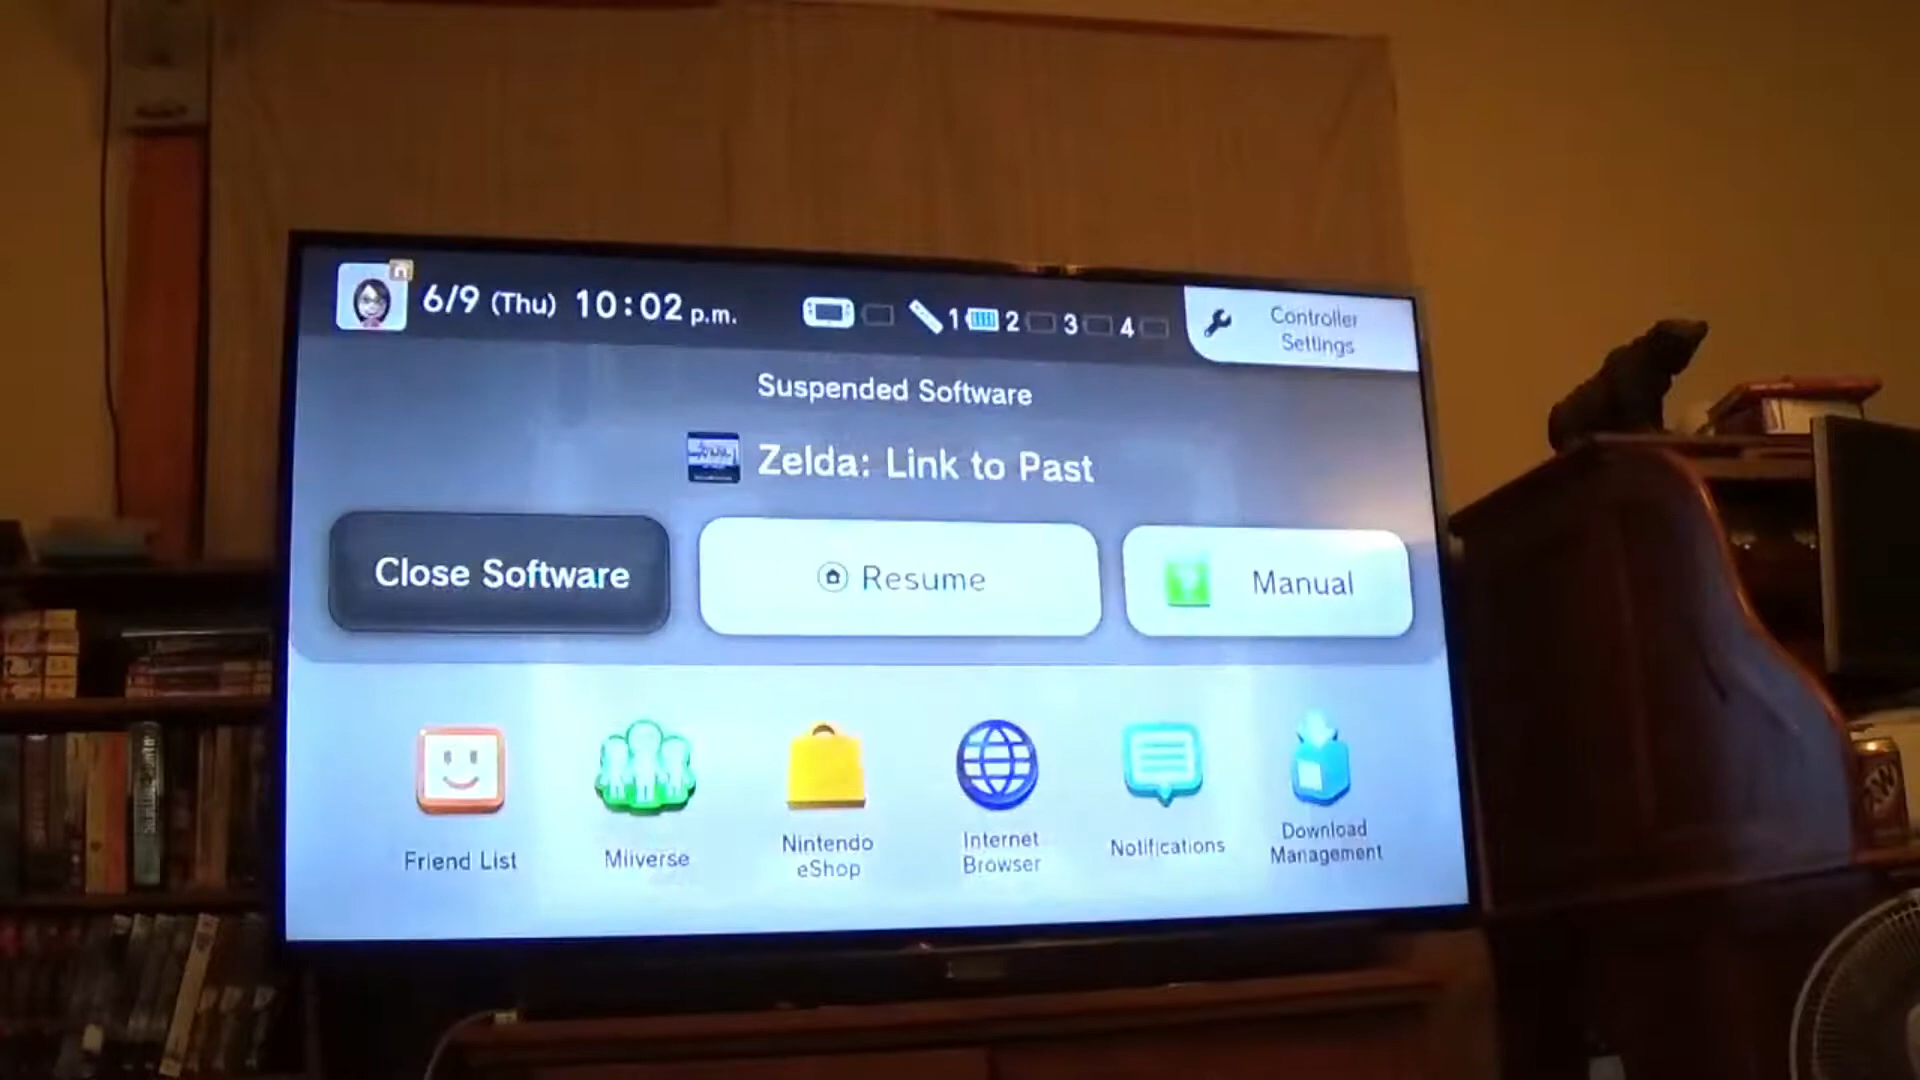 6/9 (Thu) 10:02 p.m.
1 2 3 4
Controller
Settings
Suspended Software
Zelda: Link to Past
Close Software
Resume
Manual
Friend List
Miiverse
Nintendo
eShop
Internet
Browser
Notifications
Download
Management
A&W